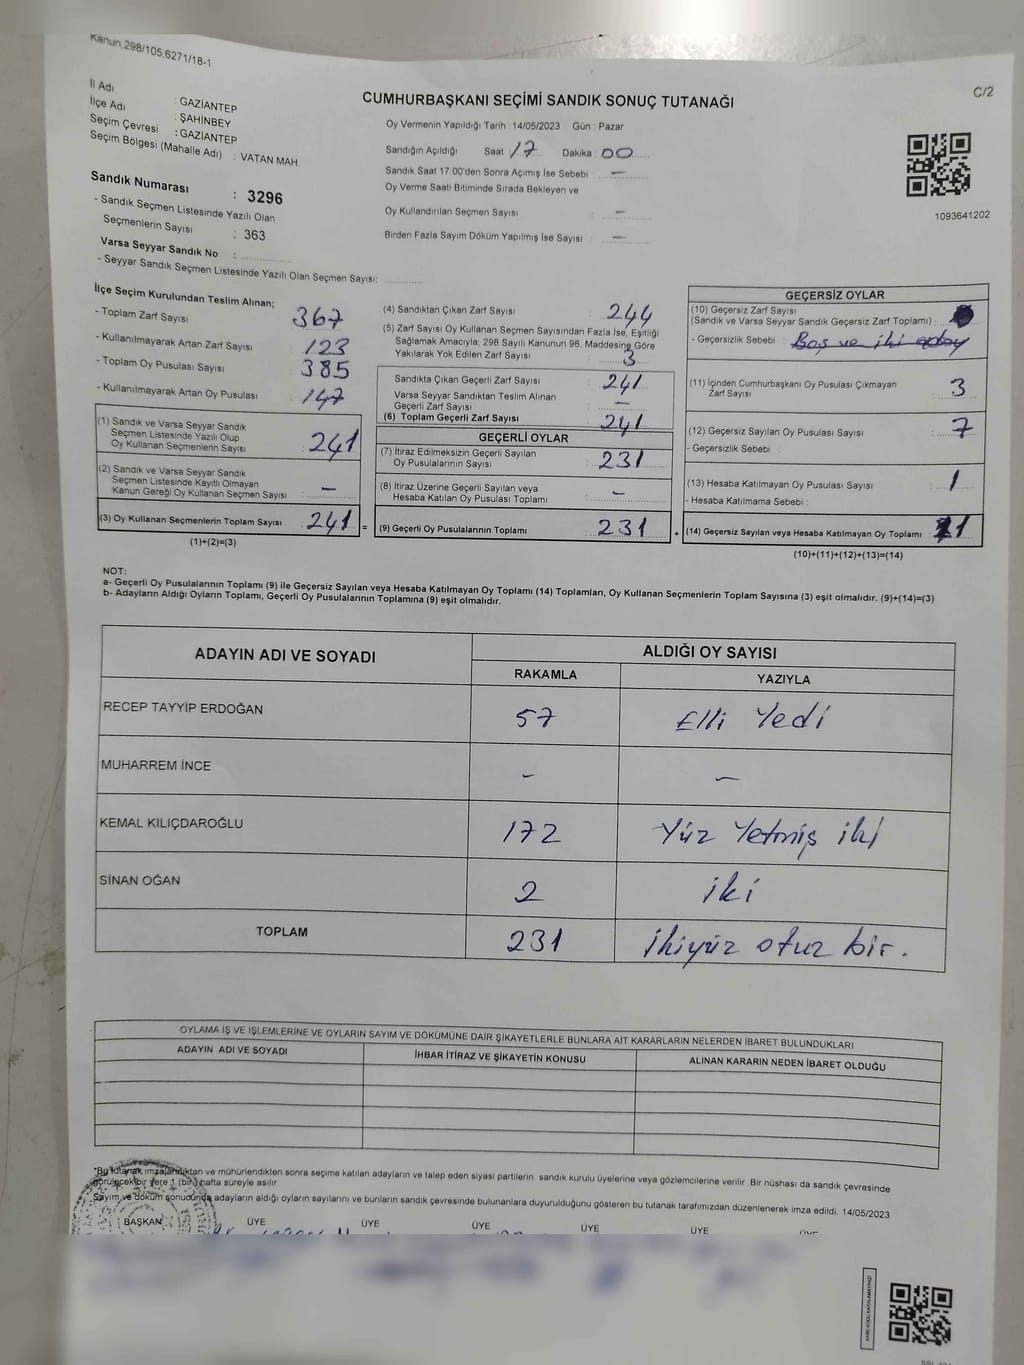 Kanun.298/105,6271/18-1
C/2
İl Adı : GAZİANTEP
İlçe Adı : ŞAHİNBEY
Seçim Çevresi : GAZİANTEP
Seçim Bölgesi (Mahalle Adı) : VATAN MAH.
CUMHURBAŞKANI SEÇİMİ SANDIK SONUÇ TUTANAĞI
Oy Vermenin Yapıldığı Tarih : 14/05/2023 Gün : Pazar
Sandığın Açıldığı Saat 17 Dakika : 00
Sandık Saat 17.00'den Sonra Açımış İse Sebebi : —
Oy Verme Saati Bitiminde Sırada Bekleyen ve
Oy Kullandırılan Seçmen Sayısı : —
Birden Fazla Sayım Döküm Yapılmış İse Sayısı : —
1093641202
Sandık Numarası : 3296
- Sandık Seçmen Listesinde Yazılı Olan
Seçmenlerin Sayısı : 363
Varsa Seyyar Sandık No :
- Seyyar Sandık Seçmen Listesinde Yazılı Olan Seçmen Sayısı:
İlçe Seçim Kurulundan Teslim Alınan;
- Toplam Zarf Sayısı : 367
- Kullanılmayarak Artan Zarf Sayısı : 123
- Toplam Oy Pusulası Sayısı : 385
- Kullanılmayarak Artan Oy Pusulası : 147
(1) Sandık ve Varsa Seyyar Sandık
Seçmen Listesinde Yazılı Olup
Oy Kullanan Seçmenlerin Sayısı : 241
(2) Sandık ve Varsa Seyyar Sandık
Seçmen Listesinde Kayıtlı Olmayan
Kanun Gereği Oy Kullanan Seçmen Sayısı : —
(3) Oy Kullanan Seçmenlerin Toplam Sayısı : 241 =
(1)+(2)=(3)
(4) Sandıktan Çıkan Zarf Sayısı : 244
(5) Zarf Sayısı Oy Kullanan Seçmen Sayısından Fazla İse, Eşitliği
Sağlamak Amacıyla, 298 Sayılı Kanunun 98. Maddesine Göre
Yakılarak Yok Edilen Zarf Sayısı : 3
Sandıkta Çıkan Geçerli Zarf Sayısı : 241
Varsa Seyyar Sandıktan Teslim Alınan
Geçerli Zarf Sayısı : —
(6) Toplam Geçerli Zarf Sayısı : 241
GEÇERLİ OYLAR
(7) İtiraz Edilmeksizin Geçerli Sayılan
Oy Pusulalarının Sayısı : 231
(8) İtiraz Üzerine Geçerli Sayılan veya
Hesaba Katılan Oy Pusulası Toplamı : —
(9) Geçerli Oy Pusulalarının Toplamı : 231 +
GEÇERSİZ OYLAR
(10) Geçersiz Zarf Sayısı
(Sandık ve Varsa Seyyar Sandık Geçersiz Zarf Toplamı) :
- Geçersizlik Sebebi : Boş ve iki aday
(11) İçinden Cumhurbaşkanı Oy Pusulası Çıkmayan
Zarf Sayısı : 3
(12) Geçersiz Sayılan Oy Pusulası Sayısı : 7
- Geçersizlik Sebebi :
(13) Hesaba Katılmayan Oy Pusulası Sayısı : 1
- Hesaba Katılmama Sebebi :
(14) Geçersiz Sayılan veya Hesaba Katılmayan Oy Toplamı : 11
(10)+(11)+(12)+(13)=(14)
NOT:
a- Geçerli Oy Pusulalarının Toplamı (9) ile Geçersiz Sayılan veya Hesaba Katılmayan Oy Toplamı (14) Toplamları, Oy Kullanan Seçmenlerin Toplam Sayısına (3) eşit olmalıdır. (9)+(14)=(3)
b- Adayların Aldığı Oyların Toplamı, Geçerli Oy Pusulalarının Toplamına (9) eşit olmalıdır.
ADAYIN ADI VE SOYADI ALDIĞI OY SAYISI
RAKAMLA YAZIYLA
RECEP TAYYİP ERDOĞAN 57 Elli Yedi
MUHARREM İNCE - —
KEMAL KILIÇDAROĞLU 172 Yüz Yetmiş iki
SİNAN OĞAN 2 iki
TOPLAM 231 ikiyüz otuz bir.
OYLAMA İŞ VE İŞLEMLERİNE VE OYLARIN SAYIM VE DÖKÜMÜNE DAİR ŞİKAYETLERLE BUNLARA AİT KARARLARIN NELERDEN İBARET BULUNDUKLARI
ADAYIN ADI VE SOYADI İHBAR İTİRAZ VE ŞİKAYETİN KONUSU ALINAN KARARIN NEDEN İBARET OLDUĞU
*Bu tutanak imzalandıktan ve mühürlendikten sonra seçime katılan adayların ve talep eden siyasi partilerin sandık kurulu üyelerine veya gözlemcilerine verilir. Bir nüshası da sandık çevresinde
görülecek bir yere 1 (bir) hafta süreyle asılır.
Sayım ve döküm sonucunda adayların aldığı oyların sayılarını ve bunların sandık çevresinde bulunanlara duyurulduğunu gösteren bu tutanak tarafımızdan düzenlenerek imza edildi. 14/05/2023
BAŞKAN ÜYE ÜYE ÜYE ÜYE ÜYE ÜYE